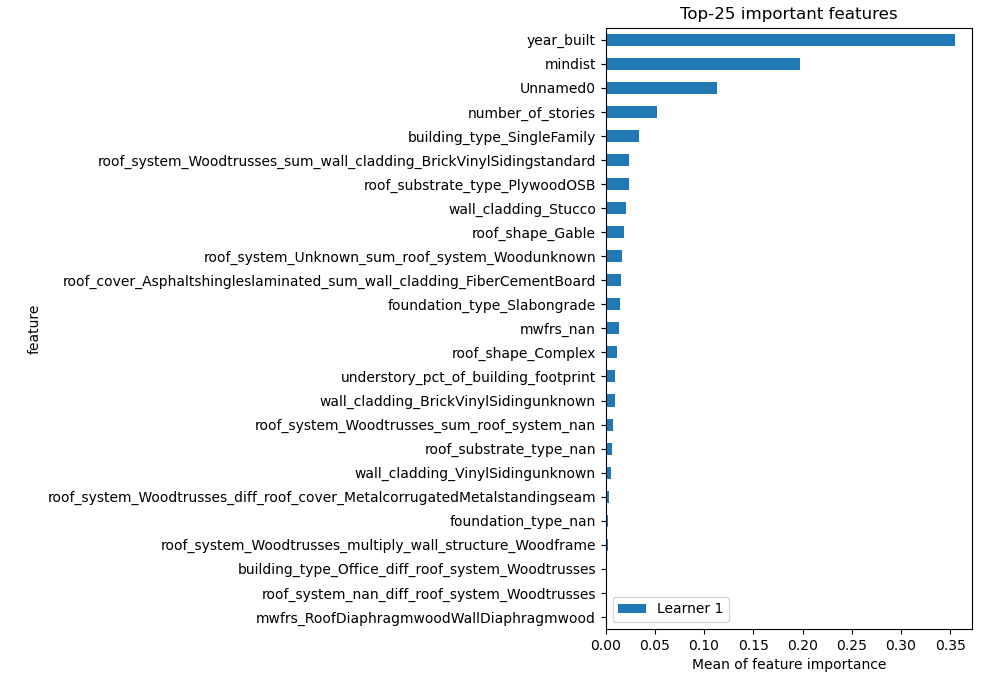 Top-25 important features
year_built
mindist
Unnamed0
number_of_stories
building_type_SingleFamily
roof_system_Woodtrusses_sum_wall_cladding_BrickVinylSidingstandard
roof_substrate_type_PlywoodOSB
wall_cladding_Stucco
roof_shape_Gable
roof_system_Unknown_sum_roof_system_Woodunknown
roof_cover_Asphaltshingleslaminated_sum_wall_cladding_FiberCementBoard
foundation_type_Slabongrade
mwfrs_nan
roof_shape_Complex
understory_pct_of_building_footprint
wall_cladding_BrickVinylSidingunknown
roof_system_Woodtrusses_sum_roof_system_nan
roof_substrate_type_nan
wall_cladding_VinylSidingunknown
roof_system_Woodtrusses_diff_roof_cover_MetalcorrugatedMetalstandingseam
foundation_type_nan
roof_system_Woodtrusses_multiply_wall_structure_Woodframe
building_type_Office_diff_roof_system_Woodtrusses
roof_system_nan_diff_roof_system_Woodtrusses
mwfrs_RoofDiaphragmwoodWallDiaphragmwood
feature
Learner 1
0.00 0.05 0.10 0.15 0.20 0.25 0.30 0.35
Mean of feature importance